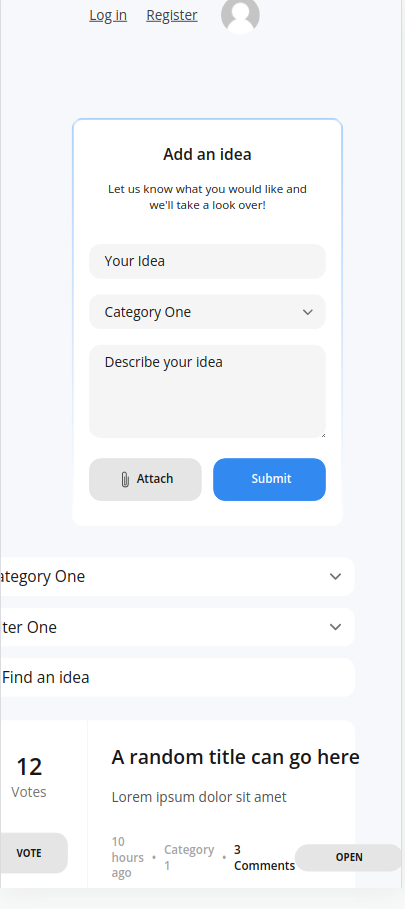 Log in Register
Add an idea
Let us know what you would like and
we'll take a look over!
Your Idea
Category One
Describe your idea
Attach Submit
ategory One
ter One
Find an idea
12
Votes
VOTE
A random title can go here
Lorem ipsum dolor sit amet
10
hours
ago
•
Category
1
•
3
Comments
OPEN